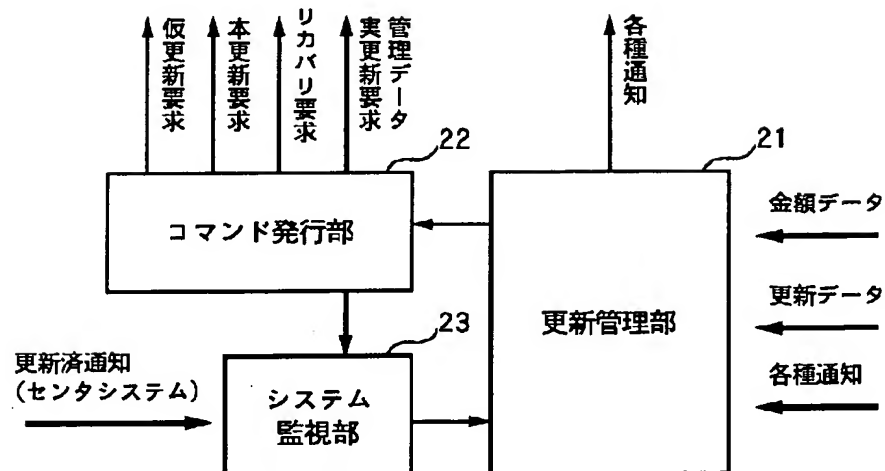 仮更新要求
本更新要求
リカバリ要求
管理データ
実更新要求
各種通知
22
21
コマンド発行部
金額データ
更新データ
更新管理部
23
更新済通知
(センタシステム)
各種通知
システム
監視部